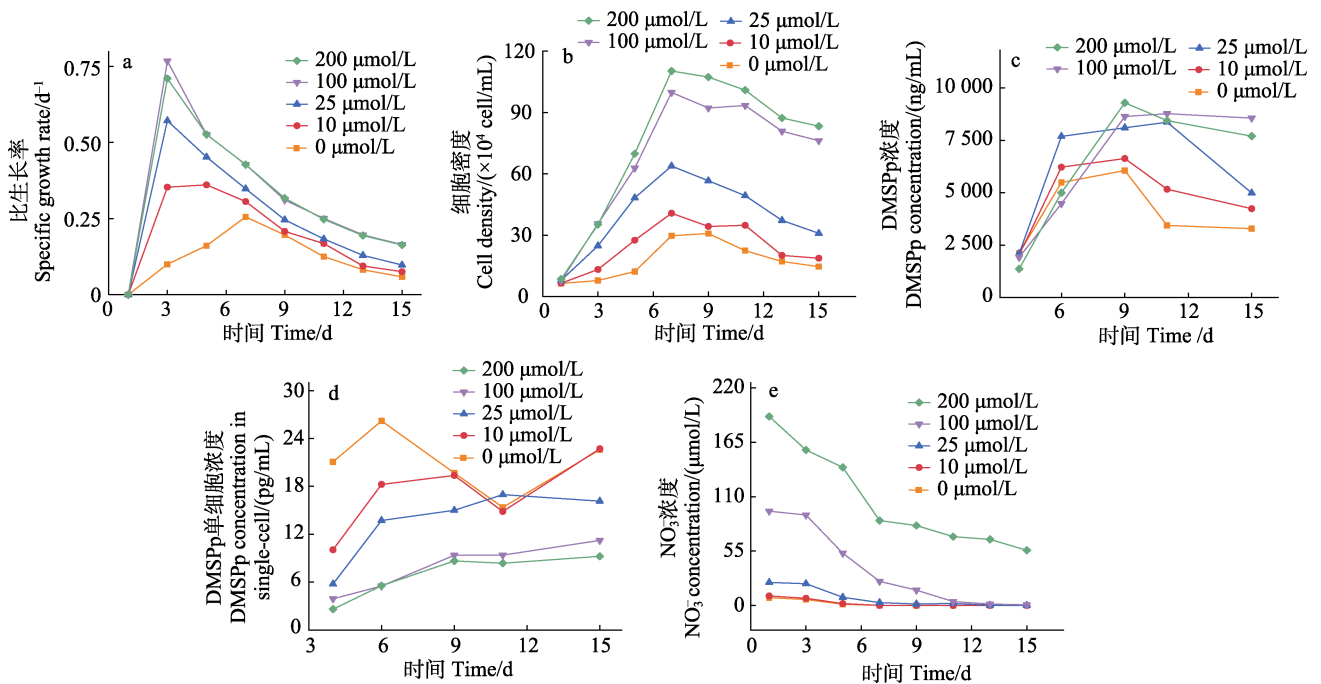 a
200 μmol/L
100 μmol/L
25 μmol/L
10 μmol/L
0 μmol/L
比生长率
Specific growth rate/d⁻¹
0.75
0.50
0.25
0
0 3 6 9 12 15
时间 Time/d
b
200 μmol/L
100 μmol/L
25 μmol/L
10 μmol/L
0 μmol/L
细胞密度
Cell density/(×10⁴ cell/mL)
120
90
60
30
0
0 3 6 9 12 15
时间 Time/d
c
200 μmol/L
100 μmol/L
25 μmol/L
10 μmol/L
0 μmol/L
DMSPp浓度
DMSPp concentration/(ng/mL)
10 000
7 500
5 000
2 500
0
6 9 12 15
时间 Time /d
d
200 μmol/L
100 μmol/L
25 μmol/L
10 μmol/L
0 μmol/L
DMSPp单细胞浓度
DMSPp concentration in
single-cell/(pg/mL)
30
24
18
12
6
0
3 6 9 12 15
时间 Time/d
e
200 μmol/L
100 μmol/L
25 μmol/L
10 μmol/L
0 μmol/L
NO₃⁻浓度
NO₃⁻ concentration/(μmol/L)
220
165
110
55
0
0 3 6 9 12 15
时间 Time/d